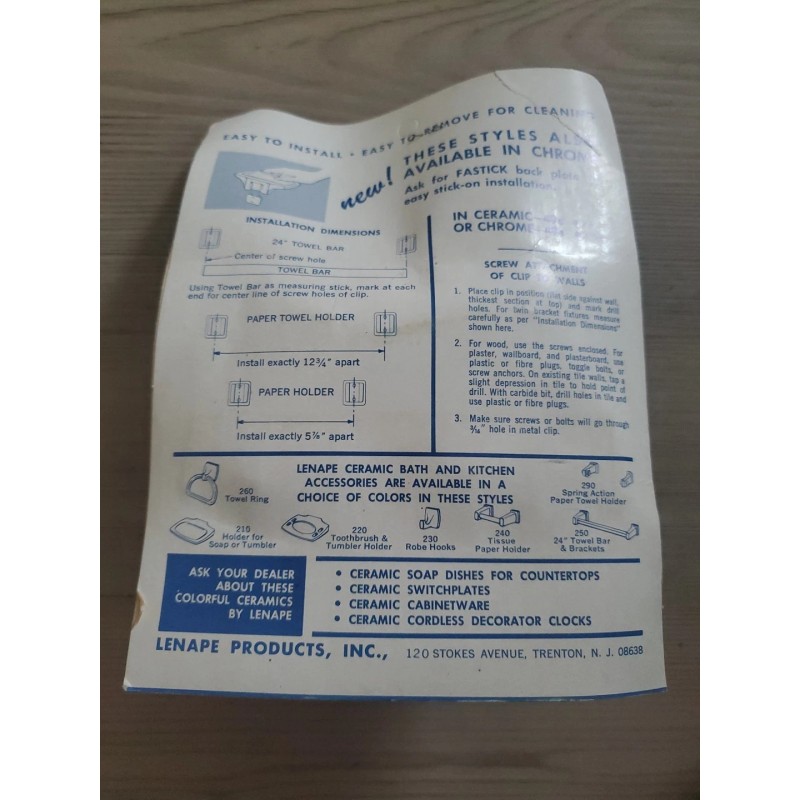 EASY TO INSTALL • EASY TO REMOVE FOR CLEANING
new!
THESE STYLES ALSO
AVAILABLE IN CHROME
Ask for FASTICK back plate
easy stick-on installation.
INSTALLATION DIMENSIONS
24" TOWEL BAR
Center of screw hole
TOWEL BAR
Using Towel Bar as measuring stick, mark at each
end for center line of screw holes of clip.
PAPER TOWEL HOLDER
Install exactly 12¾" apart
PAPER HOLDER
Install exactly 5⅞" apart
IN CERAMIC
OR CHROME
SCREW ATTACHMENT
OF CLIP WALLS
1. Place clip in position (flat side against wall,
thickest section at top) and mark drill
holes. For twin bracket fixtures measure
carefully as per "Installation Dimensions"
shown here.
2. For wood, use the screws enclosed. For
plaster, wallboard, and plasterboard, use
plastic or fibre plugs, toggle bolts, or
screw anchors. On existing tile walls, tap a
slight depression in tile to hold point of
drill. With carbide bit, drill holes in tile and
use plastic or fibre plugs.
3. Make sure screws or bolts will go through
3/16" hole in metal clip.
260
Towel Ring
LENAPE CERAMIC BATH AND KITCHEN
ACCESSORIES ARE AVAILABLE IN A
CHOICE OF COLORS IN THESE STYLES
290
Spring Action
Paper Towel Holder
210
Holder for
Soap or Tumbler
220
Toothbrush &
Tumbler Holder
230
Robe Hooks
240
Tissue
Paper Holder
250
24" Towel Bar
& Brackets
ASK YOUR DEALER
ABOUT THESE
COLORFUL CERAMICS
BY LENAPE
• CERAMIC SOAP DISHES FOR COUNTERTOPS
• CERAMIC SWITCHPLATES
• CERAMIC CABINETWARE
• CERAMIC CORDLESS DECORATOR CLOCKS
LENAPE PRODUCTS, INC., 120 STOKES AVENUE, TRENTON, N. J. 08638